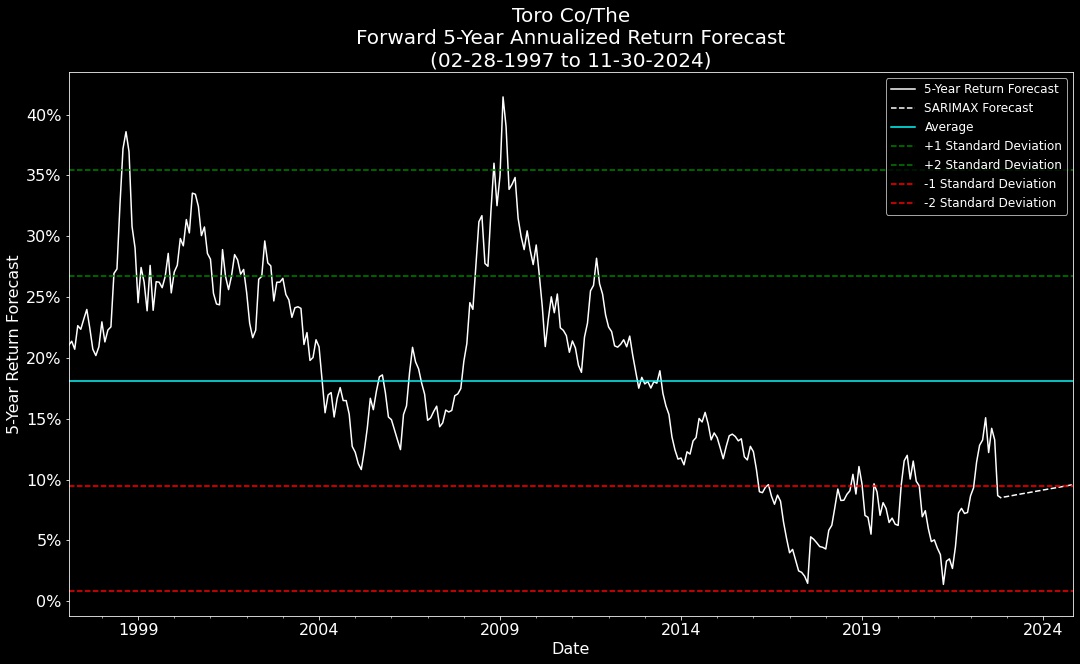 Toro Co/The
Forward 5-Year Annualized Return Forecast
(02-28-1997 to 11-30-2024)
5-Year Return Forecast
SARIMAX Forecast
Average
+1 Standard Deviation
+2 Standard Deviation
-1 Standard Deviation
-2 Standard Deviation
5-Year Return Forecast
40%
35%
30%
25%
20%
15%
10%
5%
0%
1999
2004
2009
2014
2019
2024
Date